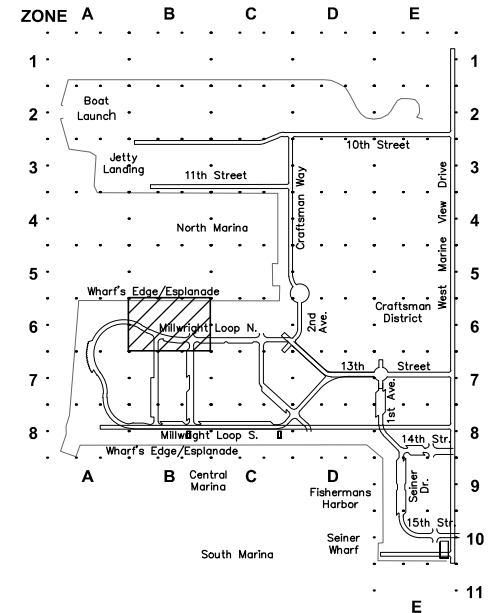 ZONE A B C D E
1 1
Boat
Launch
2 2
10th Street
Jetty
Landing
3 3
11th Street
Craftsman Way
West Marine View Drive
4 4
North Marina
5 5
Wharf's Edge/Esplanade
Craftsman
District
2nd
Ave.
6 6
Millwright Loop N.
13th Street
7 7
1st Ave.
8 8
Millwright Loop S.
14th Str.
Wharf's Edge/Esplanade
A B C D E
Central
Marina
Seiner
Dr.
9 9
Fishermans
Harbor
15th Str.
Seiner
Wharf
10
South Marina
11
E